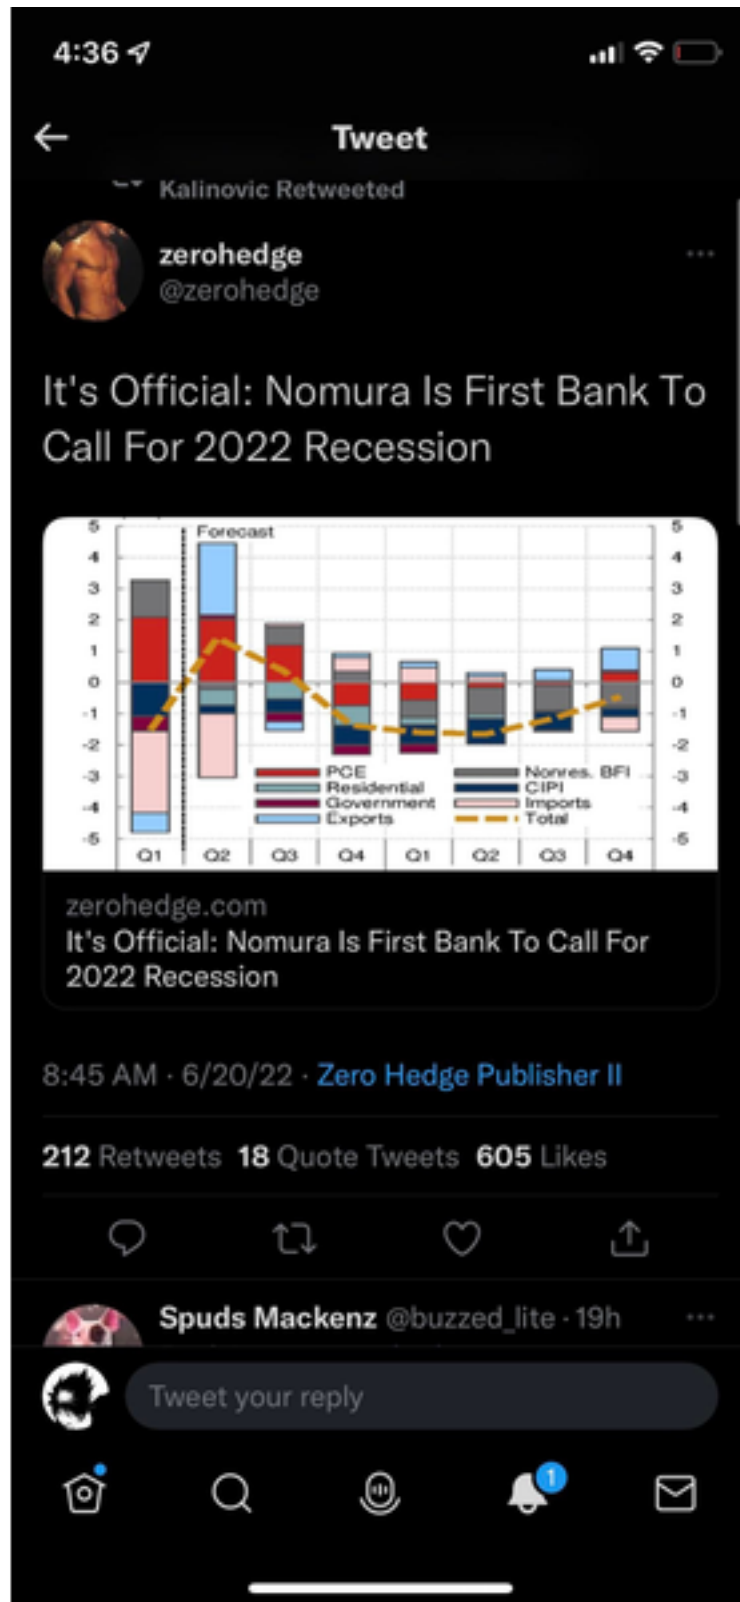 4:36
Tweet
Kalinovic Retweeted
zerohedge
@zerohedge
It's Official: Nomura Is First Bank To
Call For 2022 Recession
5 Forecast 5
4 4
3 3
2 2
1 1
0 0
-1 -1
-2 -2
-3 PCE Nonres. BFI -3
Residential CIPI
-4 Government Imports -4
Exports Total
-5 -5
Q1 Q2 Q3 Q4 Q1 Q2 Q3 Q4
zerohedge.com
It's Official: Nomura Is First Bank To Call For
2022 Recession
8:45 AM · 6/20/22 · Zero Hedge Publisher II
212 Retweets 18 Quote Tweets 605 Likes
Spuds Mackenz @buzzed_lite · 19h
Tweet your reply
1